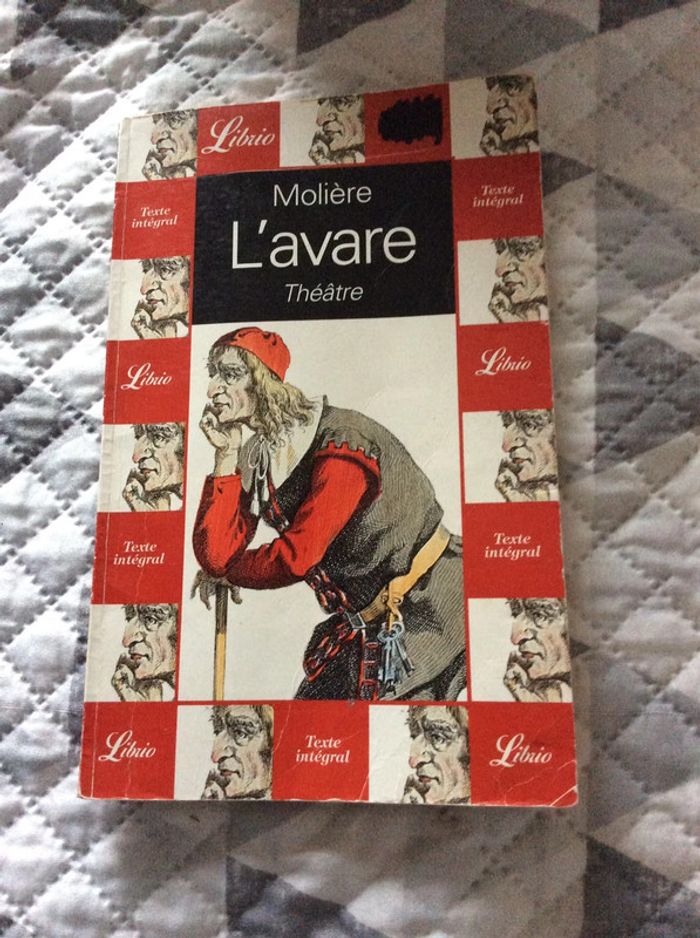 Librio
Molière
L'avare
Théâtre
Texte
intégral
Texte
intégral
Librio
Librio
Texte
intégral
Texte
intégral
Librio
Texte
intégral
Librio